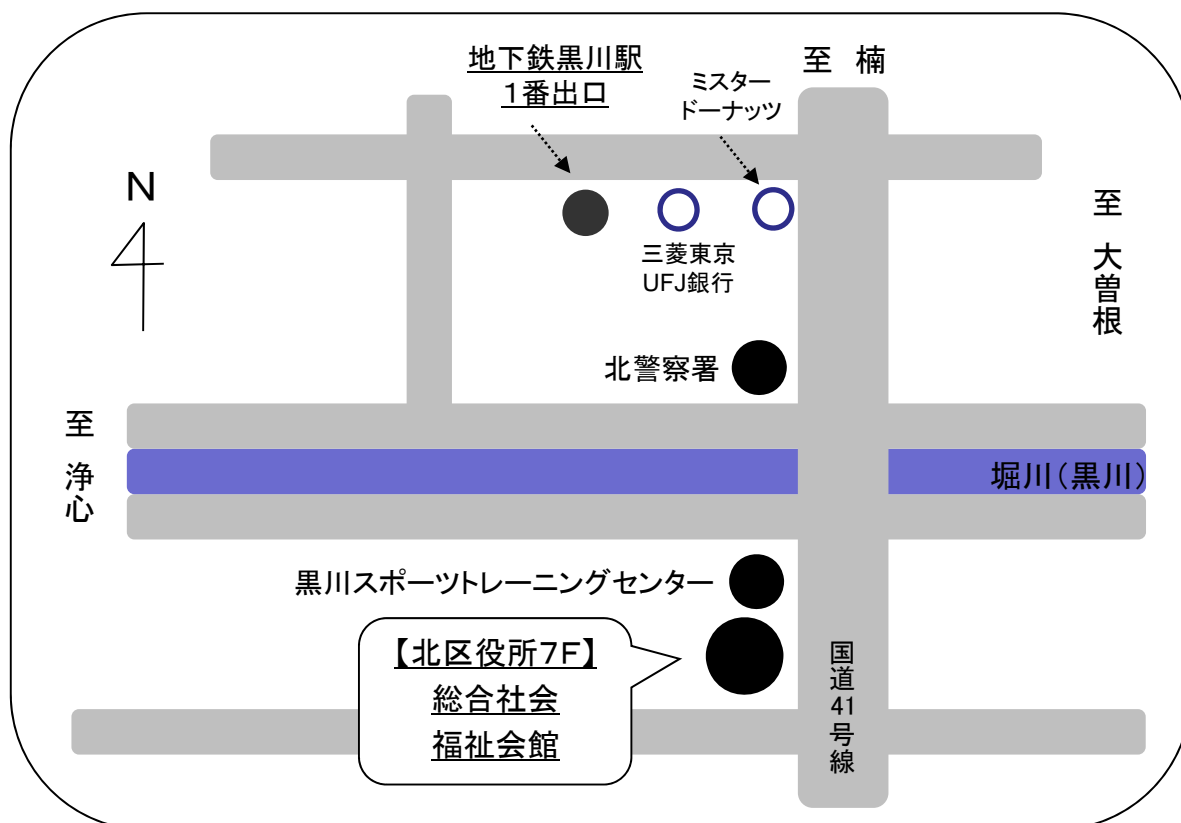 地下鉄黒川駅
1番出口
ミスター
ドーナッツ
至 楠
N
三菱東京
UFJ銀行
至 大曽根
北警察署
至 浄心
堀川(黒川)
黒川スポーツトレーニングセンター
【北区役所7F】
総合社会
福祉会館
国道41号線